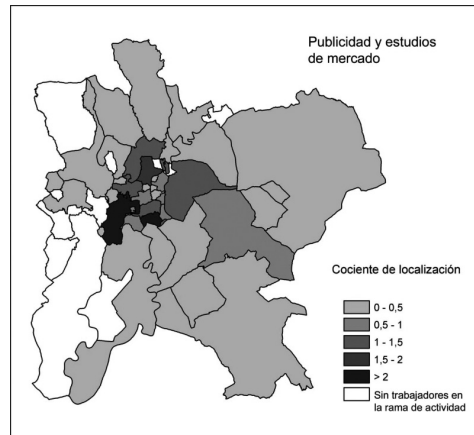 Publicidad y estudios
de mercado
Cociente de localización
0 - 0,5
0,5 - 1
1 - 1,5
1,5 - 2
> 2
Sin trabajadores en
la rama de actividad